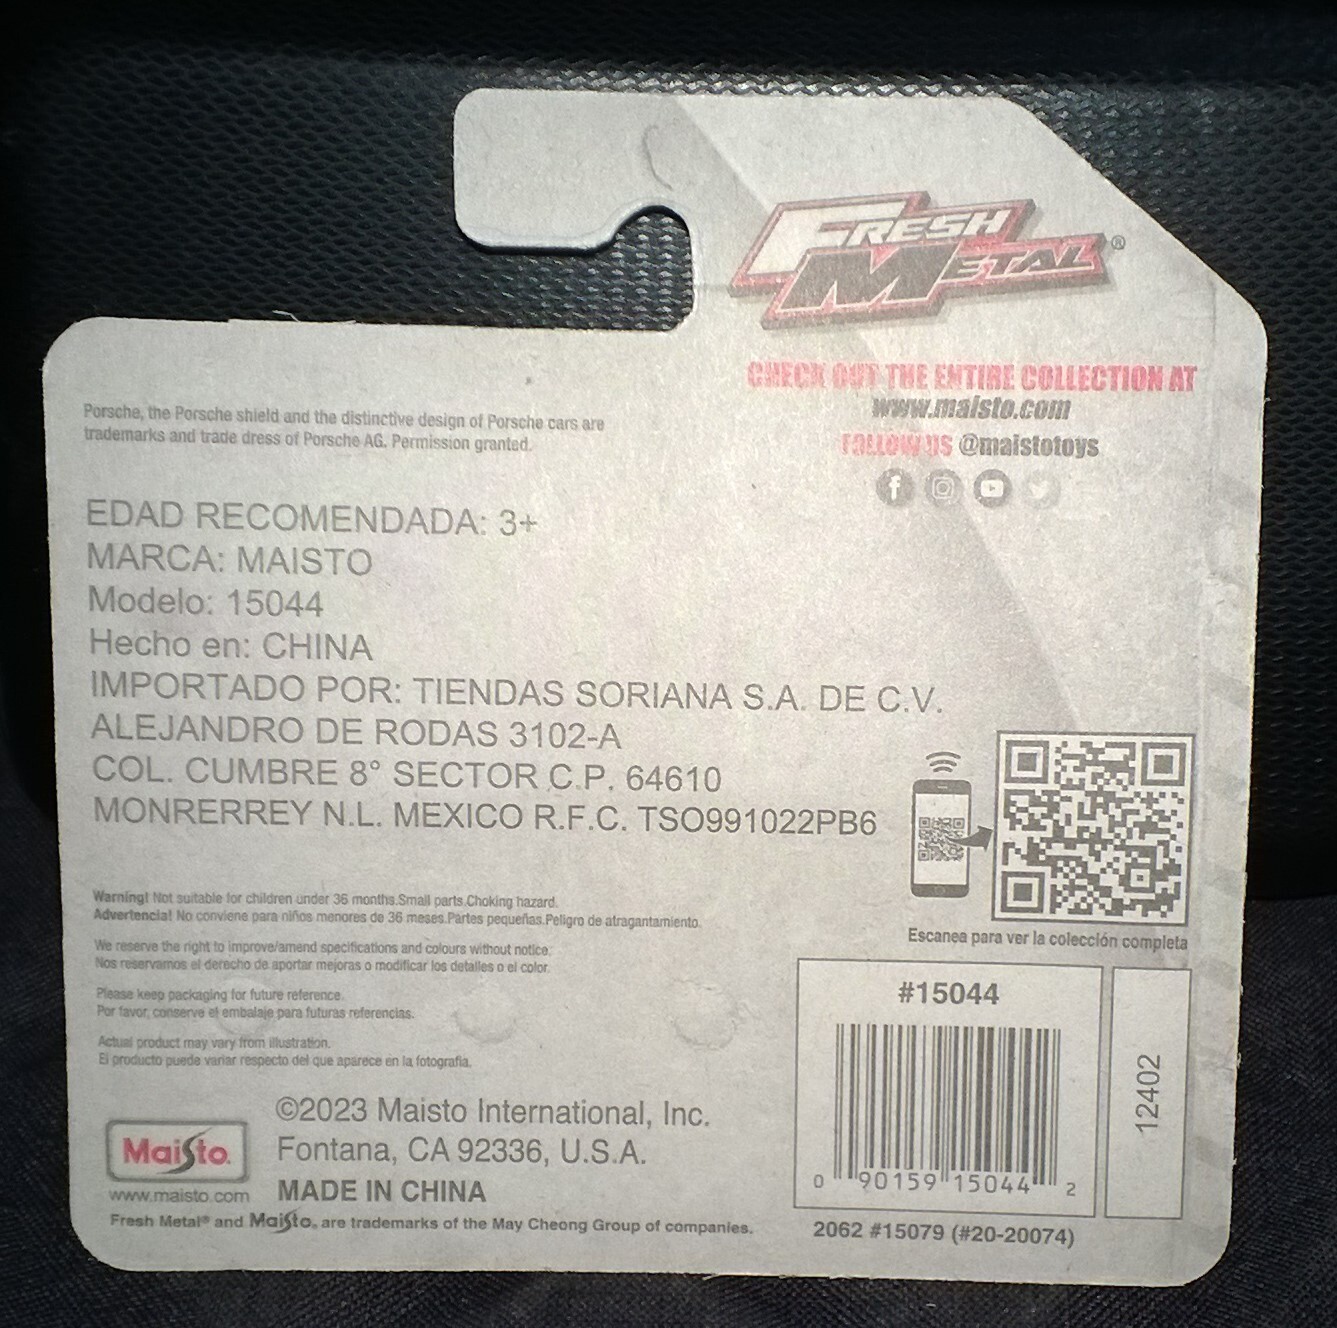 FRESH
METAL®
CHECK OUT THE ENTIRE COLLECTION AT
www.maisto.com
FOLLOW US @maistotoys
Porsche, the Porsche shield and the distinctive design of Porsche cars are
trademarks and trade dress of Porsche AG. Permission granted.
EDAD RECOMENDADA: 3+
MARCA: MAISTO
Modelo: 15044
Hecho en: CHINA
IMPORTADO POR: TIENDAS SORIANA S.A. DE C.V.
ALEJANDRO DE RODAS 3102-A
COL. CUMBRE 8° SECTOR C.P. 64610
MONRERREY N.L. MEXICO R.F.C. TSO991022PB6
Escanea para ver la colección completa
Warning! Not suitable for children under 36 months.Small parts.Choking hazard.
Advertencia! No conviene para niños menores de 36 meses.Partes pequeñas.Peligro de atragantamiento.
We reserve the right to improve/amend specifications and colours without notice.
Nos reservamos el derecho de aportar mejoras o modificar los detalles o el color.
Please keep packaging for future reference.
Por favor, conserve el embalaje para futuras referencias.
Actual product may vary from illustration.
El producto puede variar respecto del que aparece en la fotografia.
Maisto.
www.maisto.com
©2023 Maisto International, Inc.
Fontana, CA 92336, U.S.A.
MADE IN CHINA
Fresh Metal® and Maisto® are trademarks of the May Cheong Group of companies.
#15044
0 90159 15044 2
12402
2062 #15079 (#20-20074)